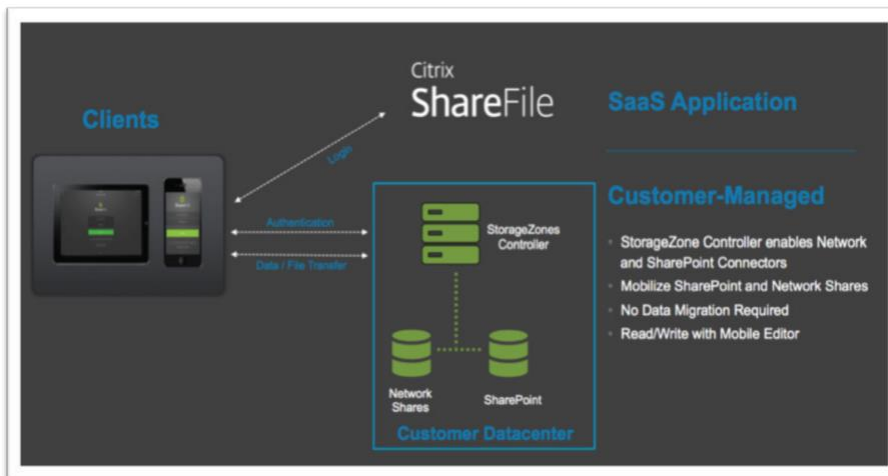 Citrix
ShareFile
SaaS Application
Clients
Login
Customer-Managed
Authentication
StorageZones
Controller
Data / File Transfer
StorageZone Controller enables Network
and SharePoint Connectors
Mobilize SharePoint and Network Shares
No Data Migration Required
Read/Write with Mobile Editor
Network
Shares
SharePoint
Customer Datacenter